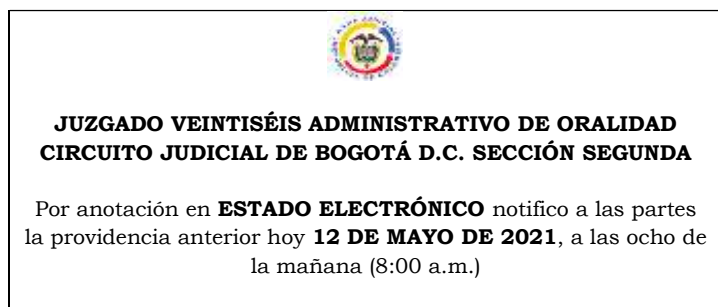 JUZGADO VEINTISÉIS ADMINISTRATIVO DE ORALIDAD
CIRCUITO JUDICIAL DE BOGOTÁ D.C. SECCIÓN SEGUNDA
Por anotación en ESTADO ELECTRÓNICO notifico a las partes
la providencia anterior hoy 12 DE MAYO DE 2021, a las ocho de
la mañana (8:00 a.m.)